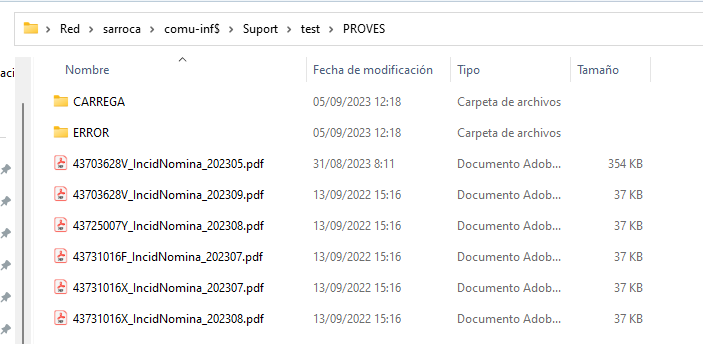 Red > sarroca > comu-inf$ > Suport > test > PROVES
aci
Nombre Fecha de modificación Tipo Tamaño
CARREGA 05/09/2023 12:18 Carpeta de archivos
ERROR 05/09/2023 12:18 Carpeta de archivos
43703628V_IncidNomina_202305.pdf 31/08/2023 8:11 Documento Adob... 354 KB
43703628V_IncidNomina_202309.pdf 13/09/2022 15:16 Documento Adob... 37 KB
43725007Y_IncidNomina_202308.pdf 13/09/2022 15:16 Documento Adob... 37 KB
43731016F_IncidNomina_202307.pdf 13/09/2022 15:16 Documento Adob... 37 KB
43731016X_IncidNomina_202307.pdf 13/09/2022 15:16 Documento Adob... 37 KB
43731016X_IncidNomina_202308.pdf 13/09/2022 15:16 Documento Adob... 37 KB